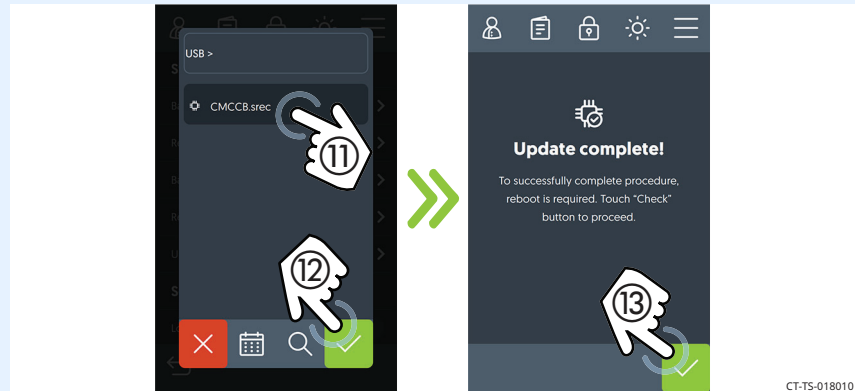 USB >
CMCCB.srec
11
12
Update complete!
To successfully complete procedure,
reboot is required. Touch “Check”
button to proceed.
13
CT-TS-018010